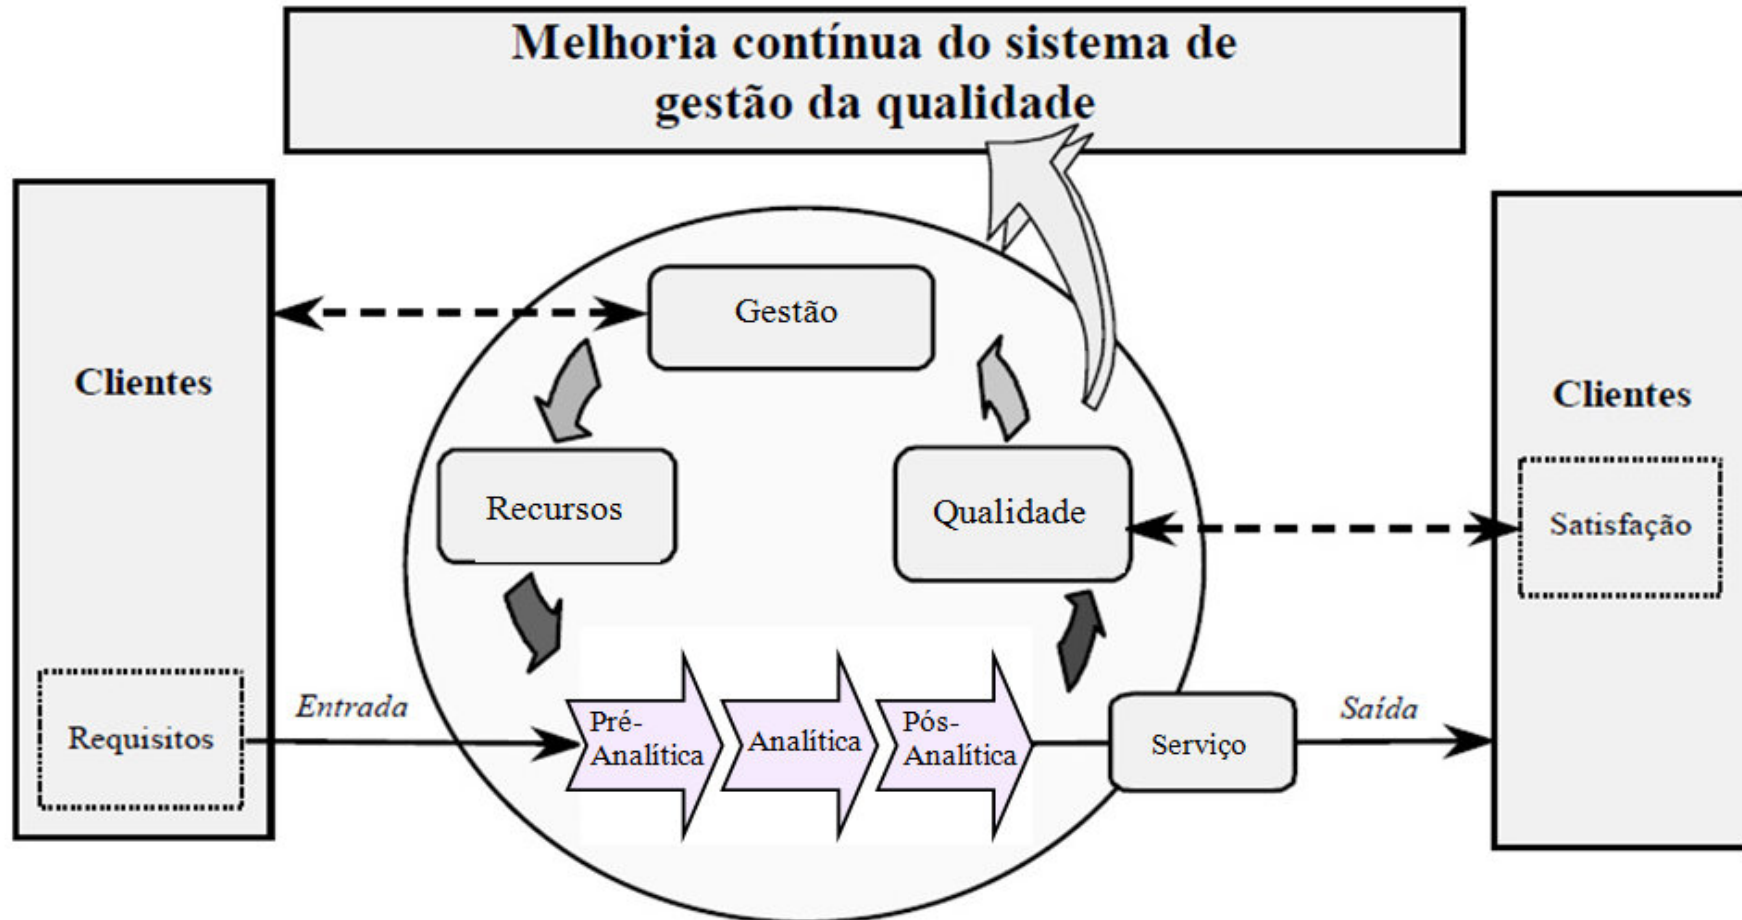 Melhoria contínua do sistema de
gestão da qualidade
Clientes
Requisitos
Entrada
Gestão
Recursos
Qualidade
Pré-
Analítica
Analítica
Pós-
Analítica
Serviço
Saída
Clientes
Satisfação